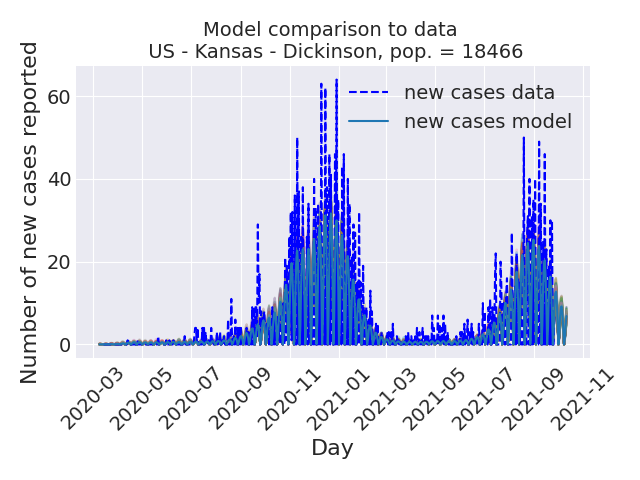 Model comparison to data
US - Kansas - Dickinson, pop. = 18466
Number of new cases reported
60
40
20
0
new cases data
new cases model
2020-03
2020-05
2020-07
2020-09
2020-11
2021-01
2021-03
2021-05
2021-07
2021-09
2021-11
Day